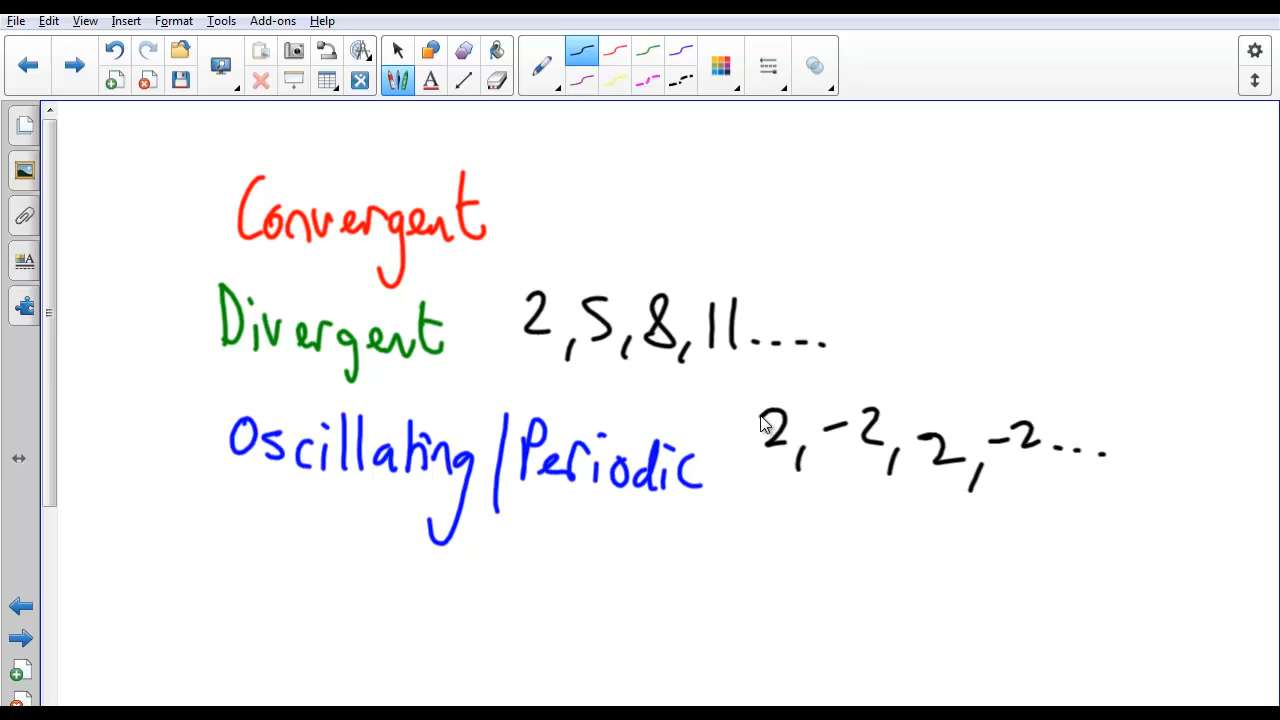 File Edit View Insert Format Tools Add-ons Help
Convergent
Divergent 2, 5, 8, 11....
Oscillating/Periodic 2, -2, 2, -2...